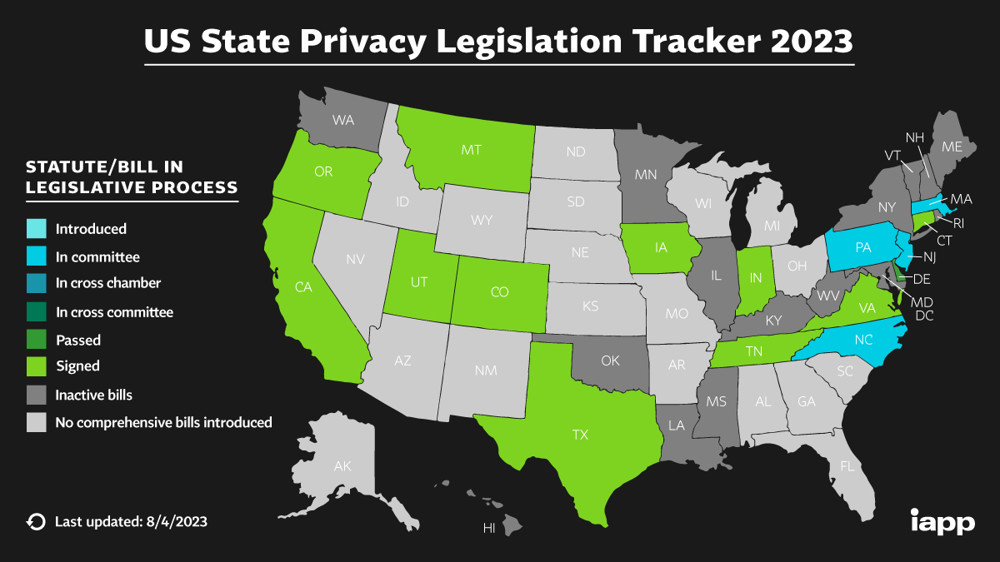 US State Privacy Legislation Tracker 2023
STATUTE/BILL IN
LEGISLATIVE PROCESS
Introduced
In committee
In cross chamber
In cross committee
Passed
Signed
Inactive bills
No comprehensive bills introduced
Last updated: 8/4/2023
WA
MT
ND
MN
OR
ID
SD
WI
WY
MI
NV
NE
IA
UT
CO
CA
KS
MO
IL
IN
OH
KY
WV
VA
PA
NY
VT
NH
ME
MA
RI
CT
NJ
DE
MD
DC
NC
TN
SC
AZ
NM
OK
AR
MS
AL
GA
LA
TX
FL
AK
HI
iapp